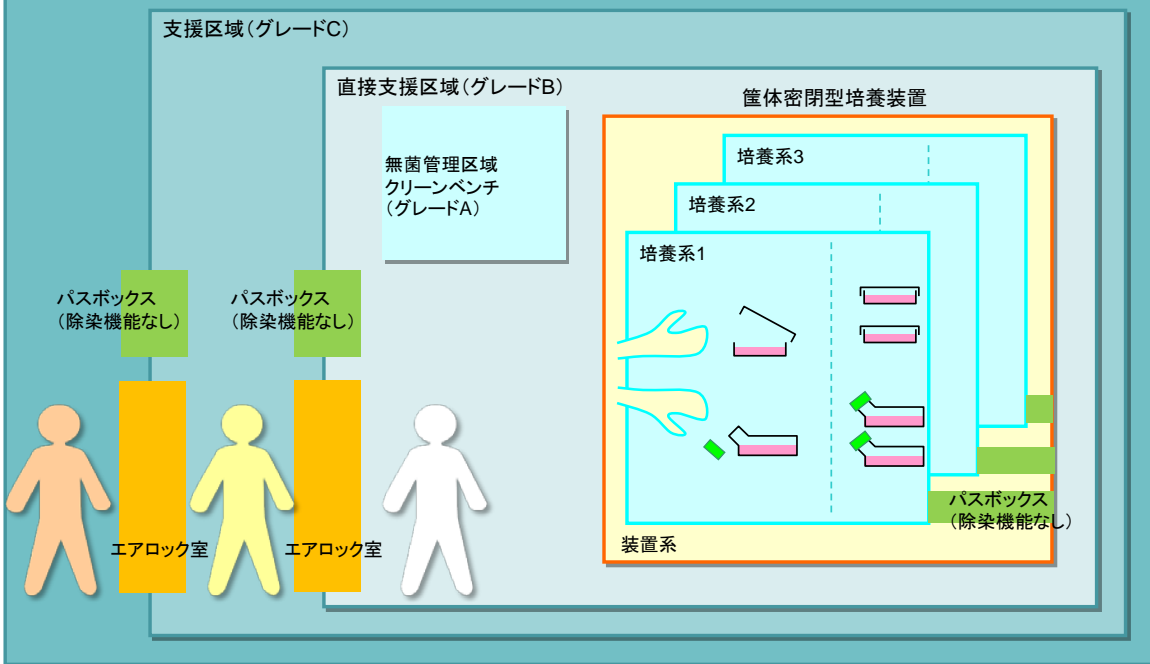 支援区域（グレードC）
直接支援区域（グレードB）
筐体密閉型培養装置
無菌管理区域
クリーンベンチ
（グレードA）
培養系3
培養系2
培養系1
パスボックス
（除染機能なし）
パスボックス
（除染機能なし）
エアロック室
エアロック室
パスボックス
（除染機能なし）
装置系